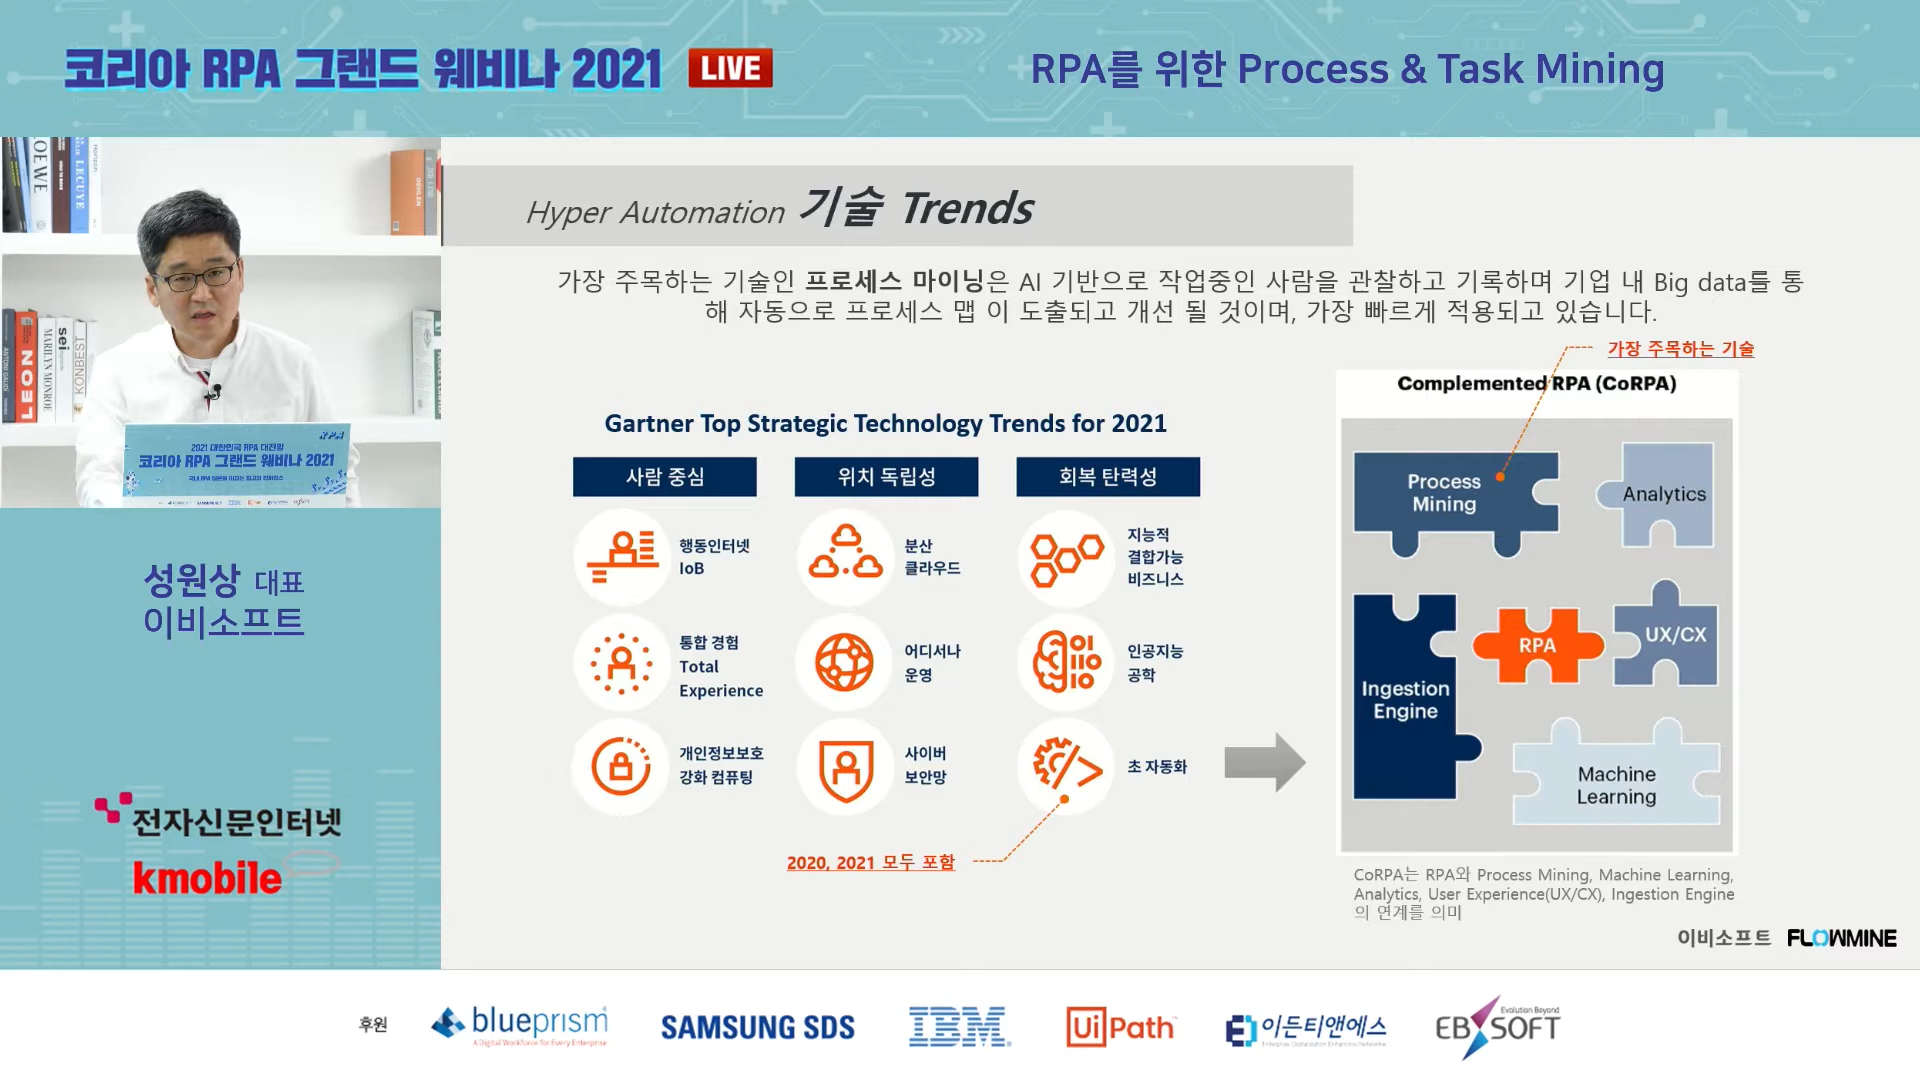 코리아 RPA 그랜드 웨비나 2021 LIVE
RPA를 위한 Process & Task Mining
OEWE
LECUYE
NOEL
MARILYN MONROE
sei
KONBEST
2021 대한민국 RPA 대전망
코리아 RPA 그랜드 웨비나 2021
성원상 대표
이비소프트
전자신문인터넷
kmobile
Hyper Automation 기술 Trends
가장 주목하는 기술인 프로세스 마이닝은 AI 기반으로 작업중인 사람을 관찰하고 기록하며 기업 내 Big data를 통
해 자동으로 프로세스 맵 이 도출되고 개선 될 것이며, 가장 빠르게 적용되고 있습니다.
가장 주목하는 기술
Gartner Top Strategic Technology Trends for 2021
사람 중심
행동인터넷
IoB
통합 경험
Total
Experience
개인정보보호
강화 컴퓨팅
위치 독립성
분산
클라우드
어디서나
운영
사이버
보안망
회복 탄력성
지능적
결합가능
비즈니스
인공지능
공학
초 자동화
2020, 2021 모두 포함
Complemented RPA (CoRPA)
Process
Mining
Analytics
Ingestion
Engine
RPA
UX/CX
Machine
Learning
CoRPA는 RPA와 Process Mining, Machine Learning,
Analytics, User Experience(UX/CX), Ingestion Engine
의 연계를 의미
이비소프트 FLOWMINE
후원
blueprism
A Digital Workforce for Every Enterprise
SAMSUNG SDS
IBM
UiPath
이든티앤에스
Evolution Beyond
EBSOFT